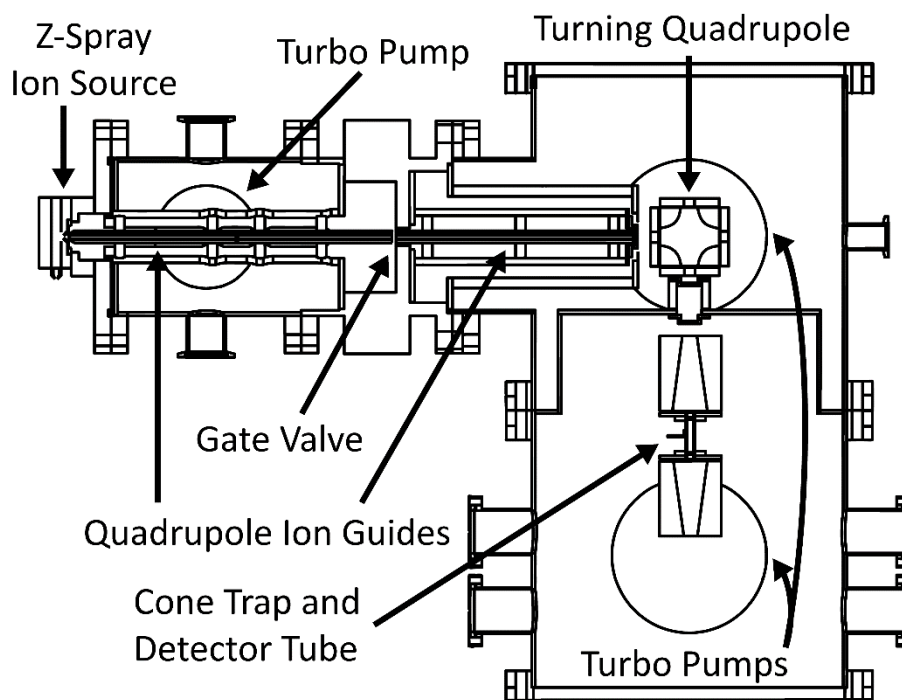 Z-Spray
Ion Source
Turbo Pump
Turning Quadrupole
Gate Valve
Quadrupole Ion Guides
Cone Trap and
Detector Tube
Turbo Pumps